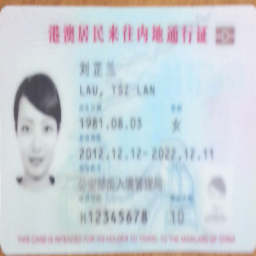 港澳居民来往内地通行证
刘芷兰
LAU, TSZ LAN
1981.08.03 女
2012.12.12-2022.12.11
公安部出入境管理局
H12345678 10
THIS CARD IS INTENDED FOR ITS HOLDER TO TRAVEL TO THE MAINLAND OF CHINA